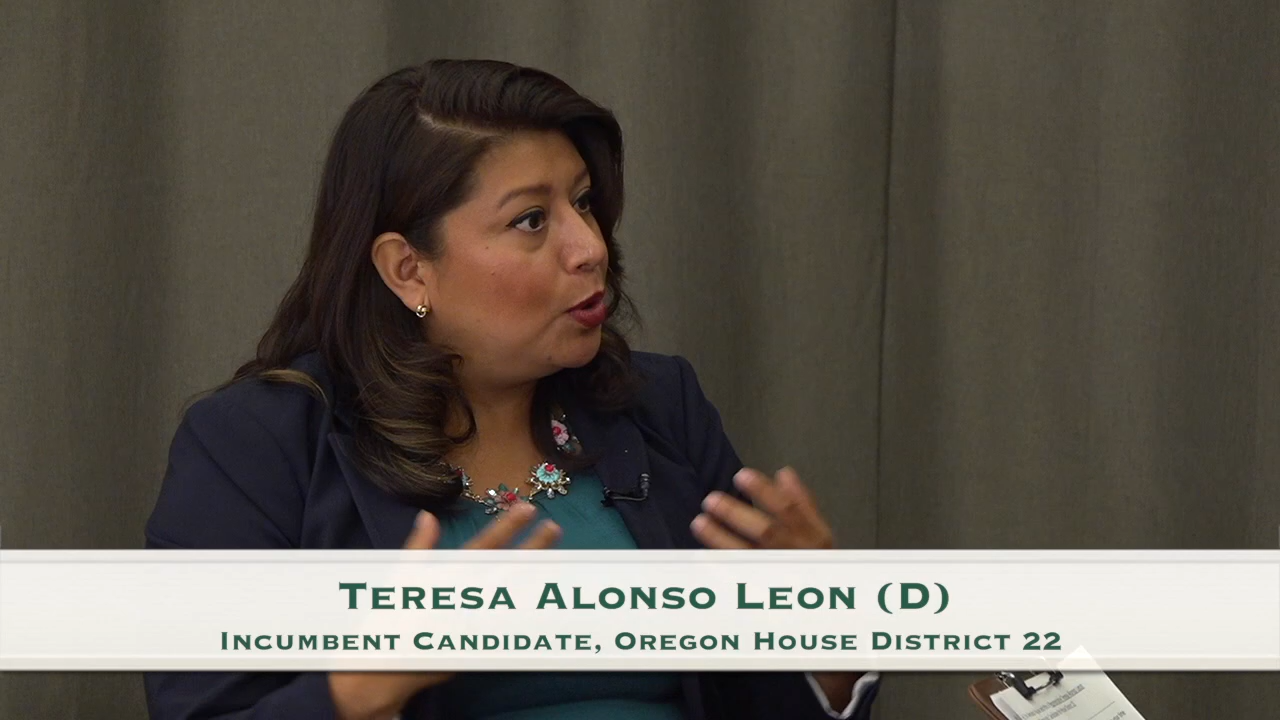 Teresa Alonso Leon (D)
Incumbent Candidate, Oregon House District 22